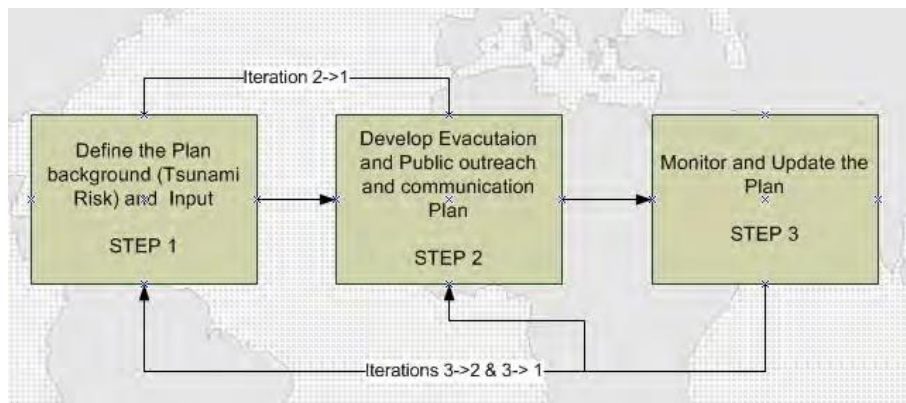 Iteration 2->1
Define the Plan
background (Tsunami
Risk) and Input
STEP 1
Develop Evacutaion
and Public outreach
and communication
Plan
STEP 2
Monitor and Update the
Plan
STEP 3
Iterations 3->2 & 3-> 1